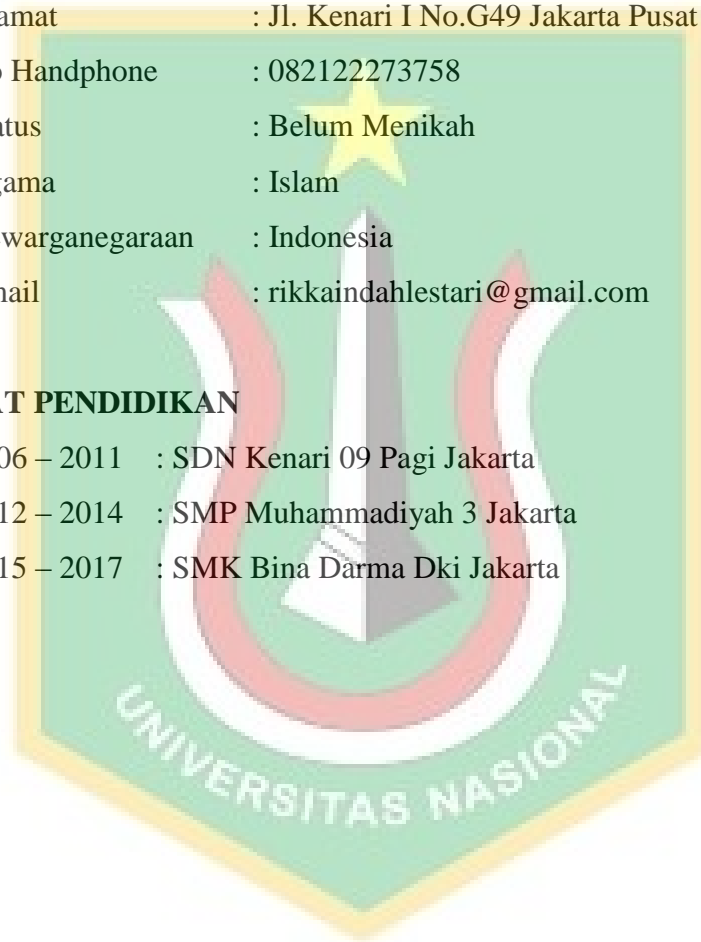 amat : Jl. Kenari I No.G49 Jakarta Pusat
Handphone : 082122273758
atus : Belum Menikah
gama : Islam
warganegaraan : Indonesia
ail : rikkaindahlestari@gmail.com
AT PENDIDIKAN
06 – 2011 : SDN Kenari 09 Pagi Jakarta
12 – 2014 : SMP Muhammadiyah 3 Jakarta
15 – 2017 : SMK Bina Darma Dki Jakarta
UNIVERSITAS NASIONAL